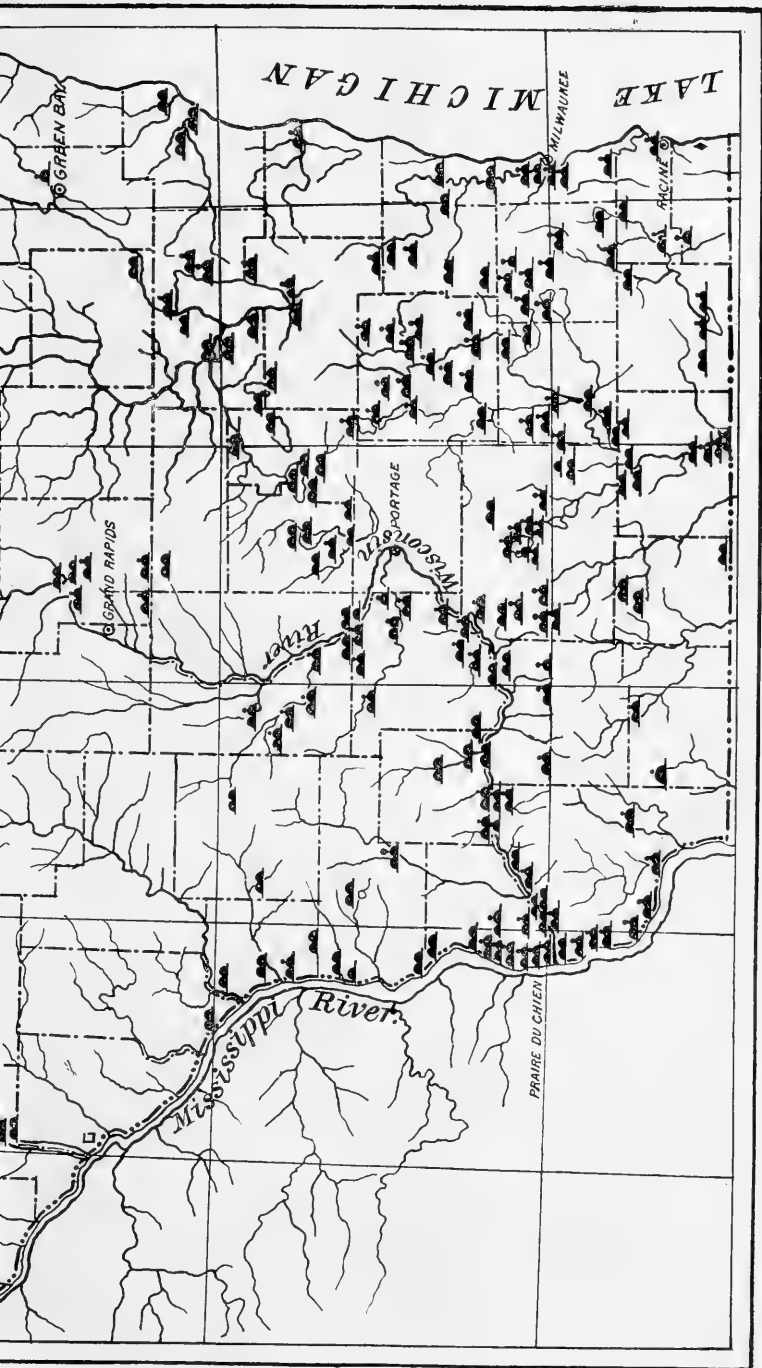 LAKE MICHIGAN
GREEN BAY
MILWAUKEE
RACINE
GRAND RAPIDS
PORTAGE
Wisconsin River
Mississippi River
PRAIRE DU CHIEN